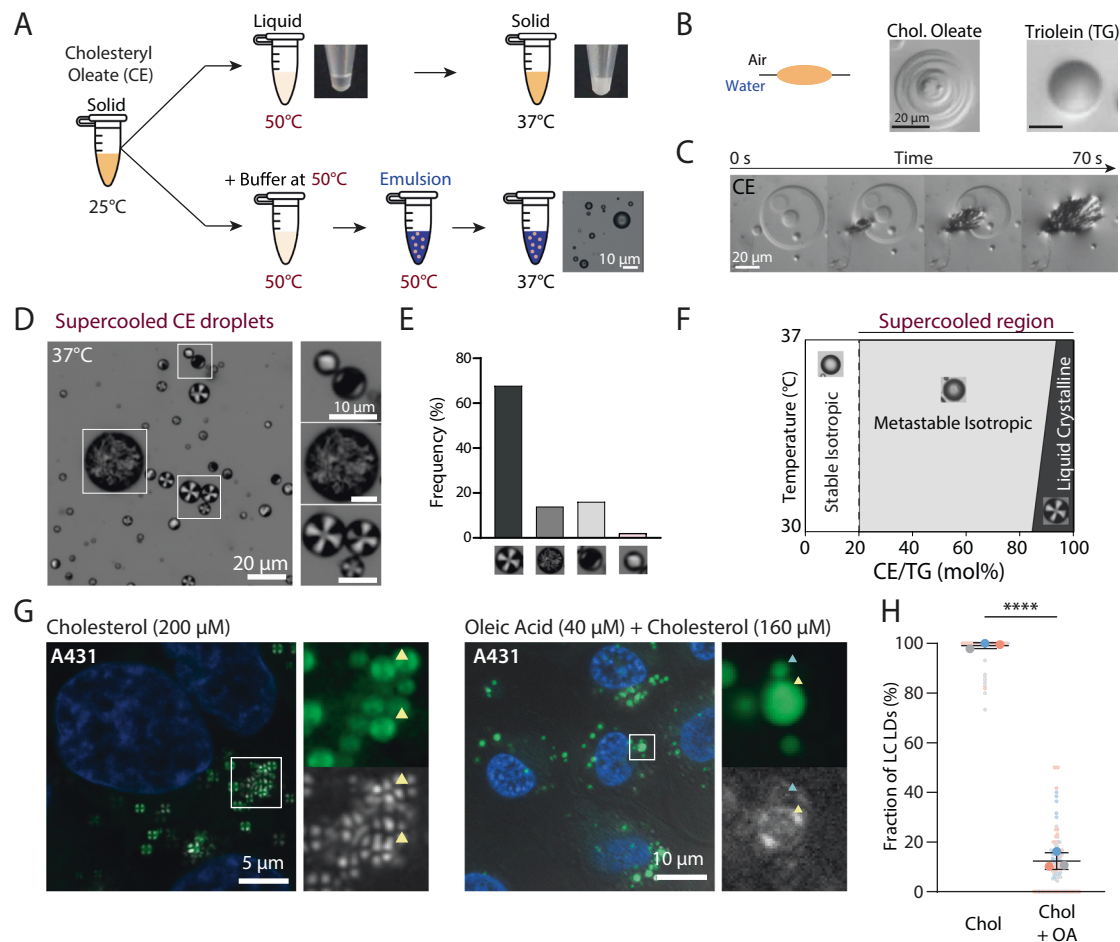 A
Cholesteryl
Oleate (CE)
Solid
25°C
Liquid
50°C
Solid
37°C
+ Buffer at 50°C
Emulsion
50°C
50°C
37°C
10 µm
B
Air
Water
Chol. Oleate
20 µm
Triolein (TG)
C
0 s
Time
70 s
CE
20 µm
D
Supercooled CE droplets
37°C
20 µm
10 µm
E
Frequency (%)
80
60
40
20
0
F
Supercooled region
Temperature (°C)
37
30
Stable Isotropic
Metastable Isotropic
Liquid Crystalline
0
20
40
60
80
100
CE/TG (mol%)
G
Cholesterol (200 µM)
A431
5 µm
Oleic Acid (40 µM) + Cholesterol (160 µM)
A431
10 µm
H
****
Fraction of LC LDs (%)
100
80
60
40
20
0
Chol
Chol
+ OA